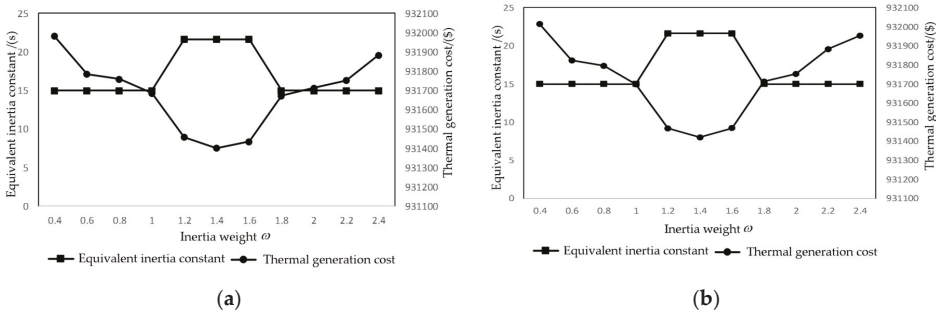 25
20
15
10
5
0
Equivalent inertia constant /(s)
932100
932000
931900
931800
931700
931600
931500
931400
931300
931200
931100
Thermal generation cost/($)
0.4 0.6 0.8 1 1.2 1.4 1.6 1.8 2 2.2 2.4
Inertia weight ω
Equivalent inertia constant Thermal generation cost
(a)
25
20
15
10
5
0
Equivalent inertia constant /(s)
932100
932000
931900
931800
931700
931600
931500
931400
931300
931200
931100
Thermal generation cost/($)
0.4 0.6 0.8 1 1.2 1.4 1.6 1.8 2 2.2 2.4
Inertia weight ω
Equivalent inertia constant Thermal generation cost
(b)